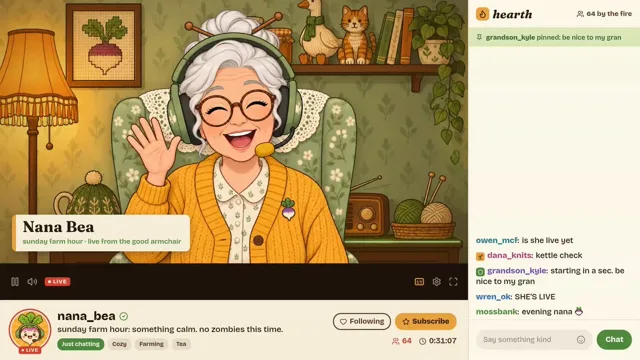 hearth
64 by the fire
grandson_kyle pinned: be nice to my gran
Nana Bea
sunday farm hour · live from the good armchair
LIVE
nana_bea
sunday farm hour: something calm. no zombies this time.
Just chatting
Cozy
Farming
Tea
LIVE
Following
Subscribe
64
0:31:07
owen_mcf: is she live yet
dana_knits: kettle check
grandson_kyle: starting in a sec. be
nice to my gran
wren_ok: SHE'S LIVE
mossbank: evening nana
Say something kind
Chat